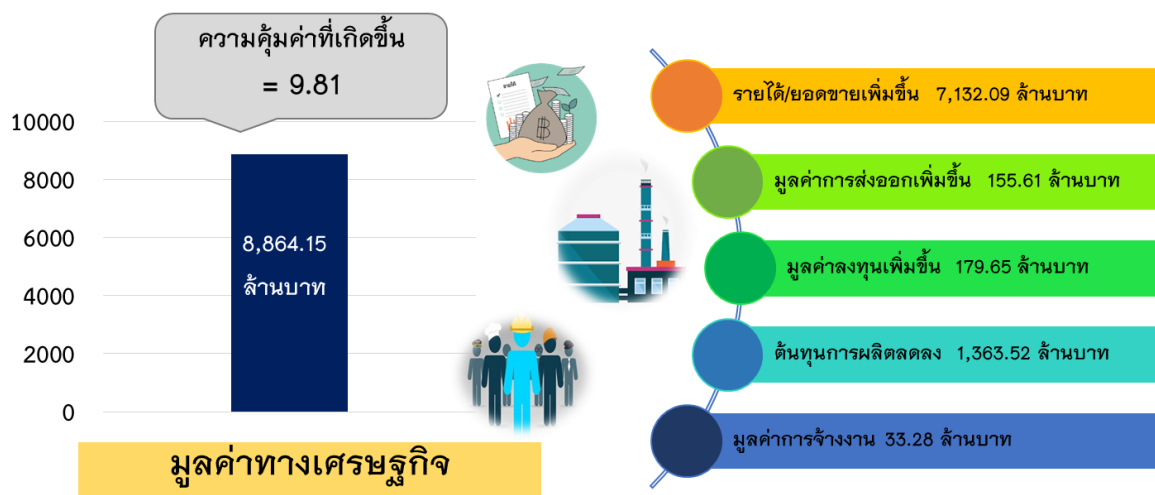 ความคุ้มค่าที่เกิดขึ้น
= 9.81
10000
8000
6000
4000
2000
0
8,864.15
ล้านบาท
มูลค่าทางเศรษฐกิจ
รายได้/ยอดขายเพิ่มขึ้น 7,132.09 ล้านบาท
มูลค่าการส่งออกเพิ่มขึ้น 155.61 ล้านบาท
มูลค่าลงทุนเพิ่มขึ้น 179.65 ล้านบาท
ต้นทุนการผลิตลดลง 1,363.52 ล้านบาท
มูลค่าการจ้างงาน 33.28 ล้านบาท